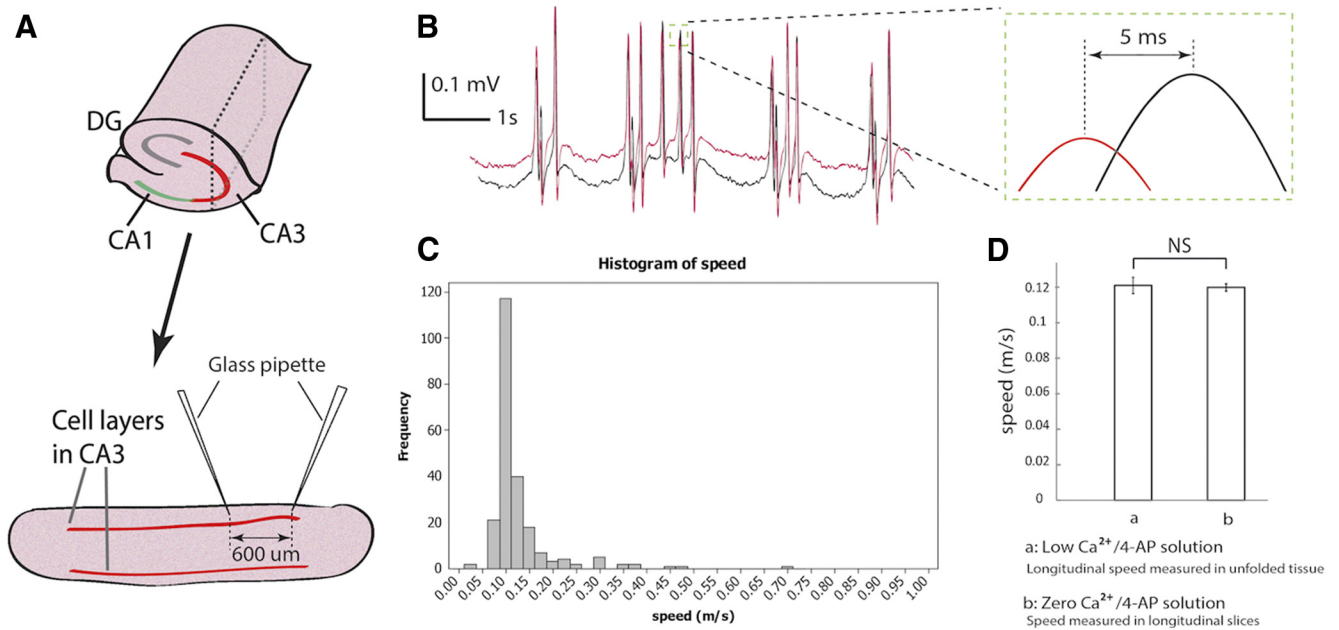 A
DG
CA1
CA3
Glass pipette
Cell layers
in CA3
600 um
B
0.1 mV
1s
5 ms
C
Histogram of speed
Frequency
120
100
80
60
40
20
0
0.00 0.05 0.10 0.15 0.20 0.25 0.30 0.35 0.40 0.45 0.50 0.55 0.60 0.65 0.70 0.75 0.80 0.85 0.90 0.95 1.00
speed (m/s)
D
NS
speed (m/s)
0.12
0.1
0.08
0.06
0.04
0.02
0
a b
a: Low Ca²⁺/4-AP solution
Longitudinal speed measured in unfolded tissue
b: Zero Ca²⁺/4-AP solution
Speed measured in longitudinal slices